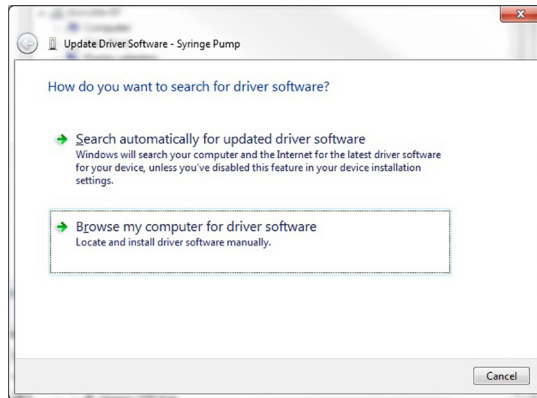 Update Driver Software - Syringe Pump
How do you want to search for driver software?
Search automatically for updated driver software
Windows will search your computer and the Internet for the latest driver software
for your device, unless you've disabled this feature in your device installation
settings.
Browse my computer for driver software
Locate and install driver software manually.
Cancel